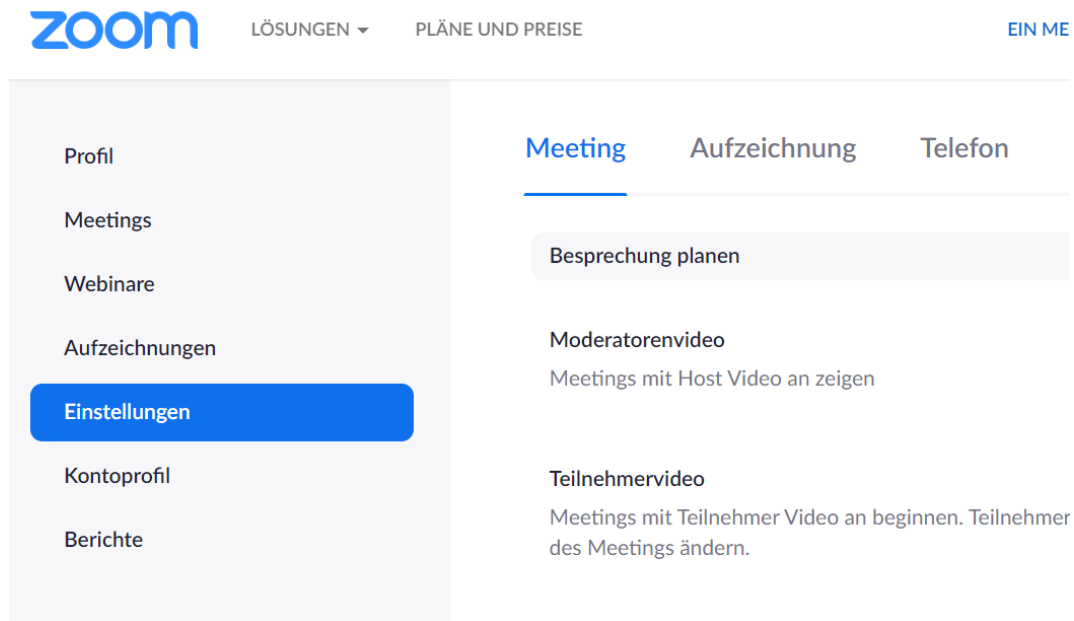 zoom
LÖSUNGEN
PLÄNE UND PREISE
EIN ME
Profil
Meetings
Webinare
Aufzeichnungen
Einstellungen
Kontoprofil
Berichte
Meeting
Aufzeichnung
Telefon
Besprechung planen
Moderatorenvideo
Meetings mit Host Video an zeigen
Teilnehmervideo
Meetings mit Teilnehmer Video an beginnen. Teilnehmer
des Meetings ändern.